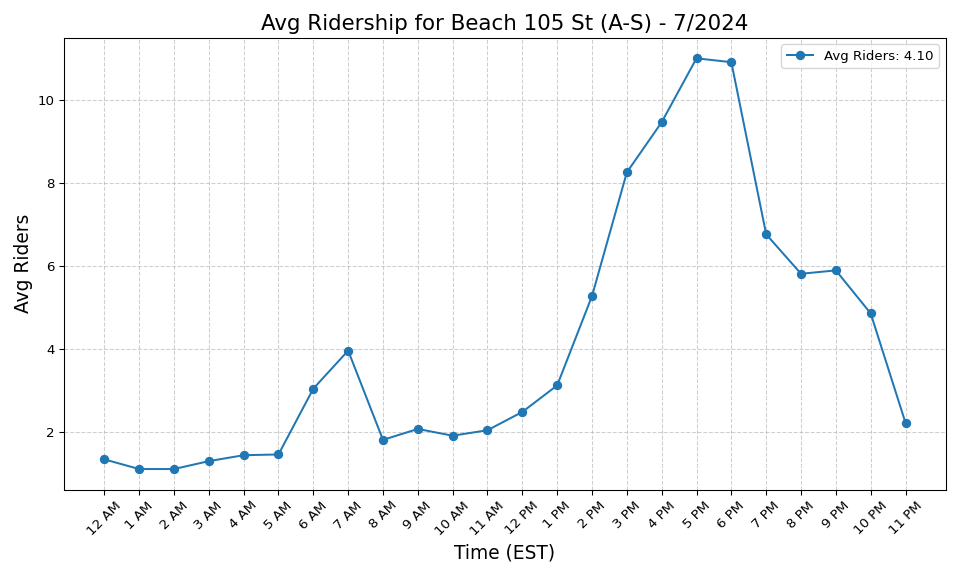 Avg Ridership for Beach 105 St (A-S) - 7/2024
Avg Riders: 4.10
Avg Riders
10
8
6
4
2
12 AM
1 AM
2 AM
3 AM
4 AM
5 AM
6 AM
7 AM
8 AM
9 AM
10 AM
11 AM
12 PM
1 PM
2 PM
3 PM
4 PM
5 PM
6 PM
7 PM
8 PM
9 PM
10 PM
11 PM
Time (EST)